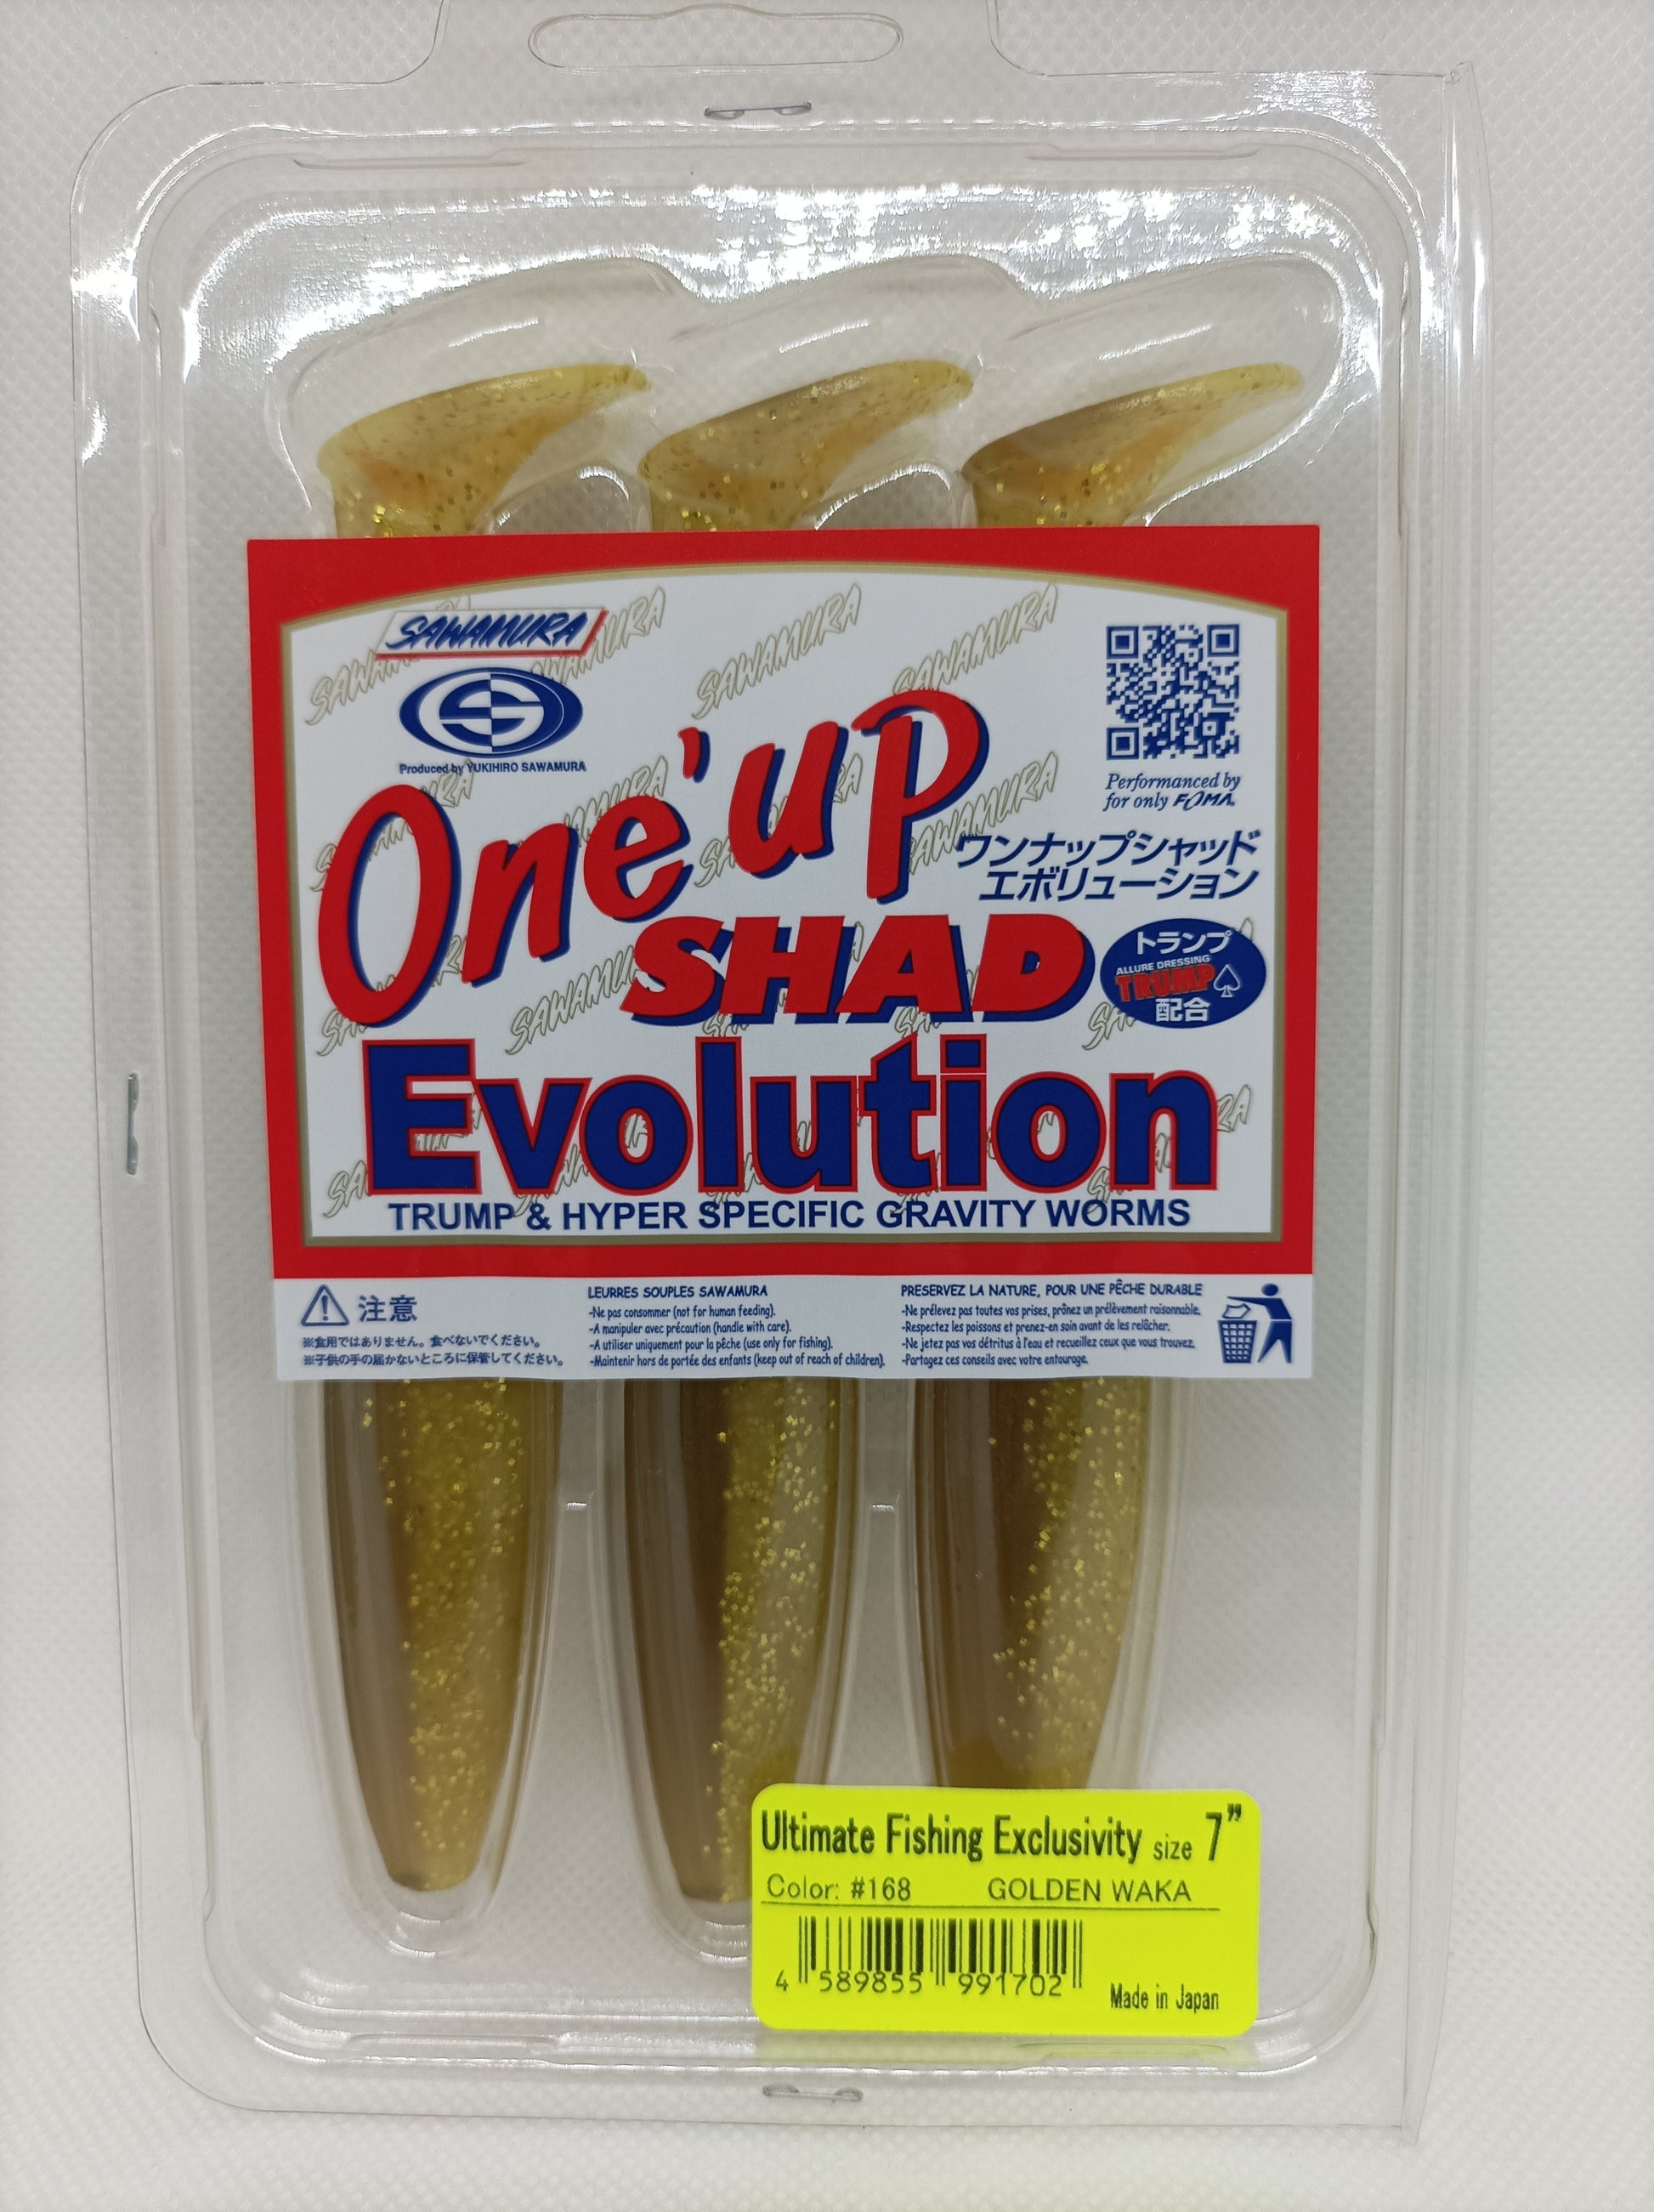 SAWAMURA
Produced by YUKIHIRO SAWAMURA
One'up
SHAD
Evolution
Performanced by
for only FOMA
ワンナップシャッド
エボリューション
トランプ
ALLURE DRESSING
TRUMP
配合
TRUMP & HYPER SPECIFIC GRAVITY WORMS
注意
※食用ではありません。食べないでください。
※子供の手の届かないところに保管してください。
LEURRES SOUPLES SAWAMURA
-Ne pas consommer (not for human feeding).
-A manipuler avec précaution (handle with care).
-A utiliser uniquement pour la pêche (use only for fishing).
-Maintenir hors de portée des enfants (keep out of reach of children).
PRESERVEZ LA NATURE, POUR UNE PÊCHE DURABLE
-Ne prélevez pas toutes vos prises, prônez un prélèvement raisonnable.
-Respectez les poissons et prenez-en soin avant de les relâcher.
-Ne jetez pas vos détritus à l'eau et recueillez ceux que vous trouvez.
-Partagez ces conseils avec votre entourage.
Ultimate Fishing Exclusivity size 7"
Color: #168 GOLDEN WAKA
4 589855 991702
Made in Japan